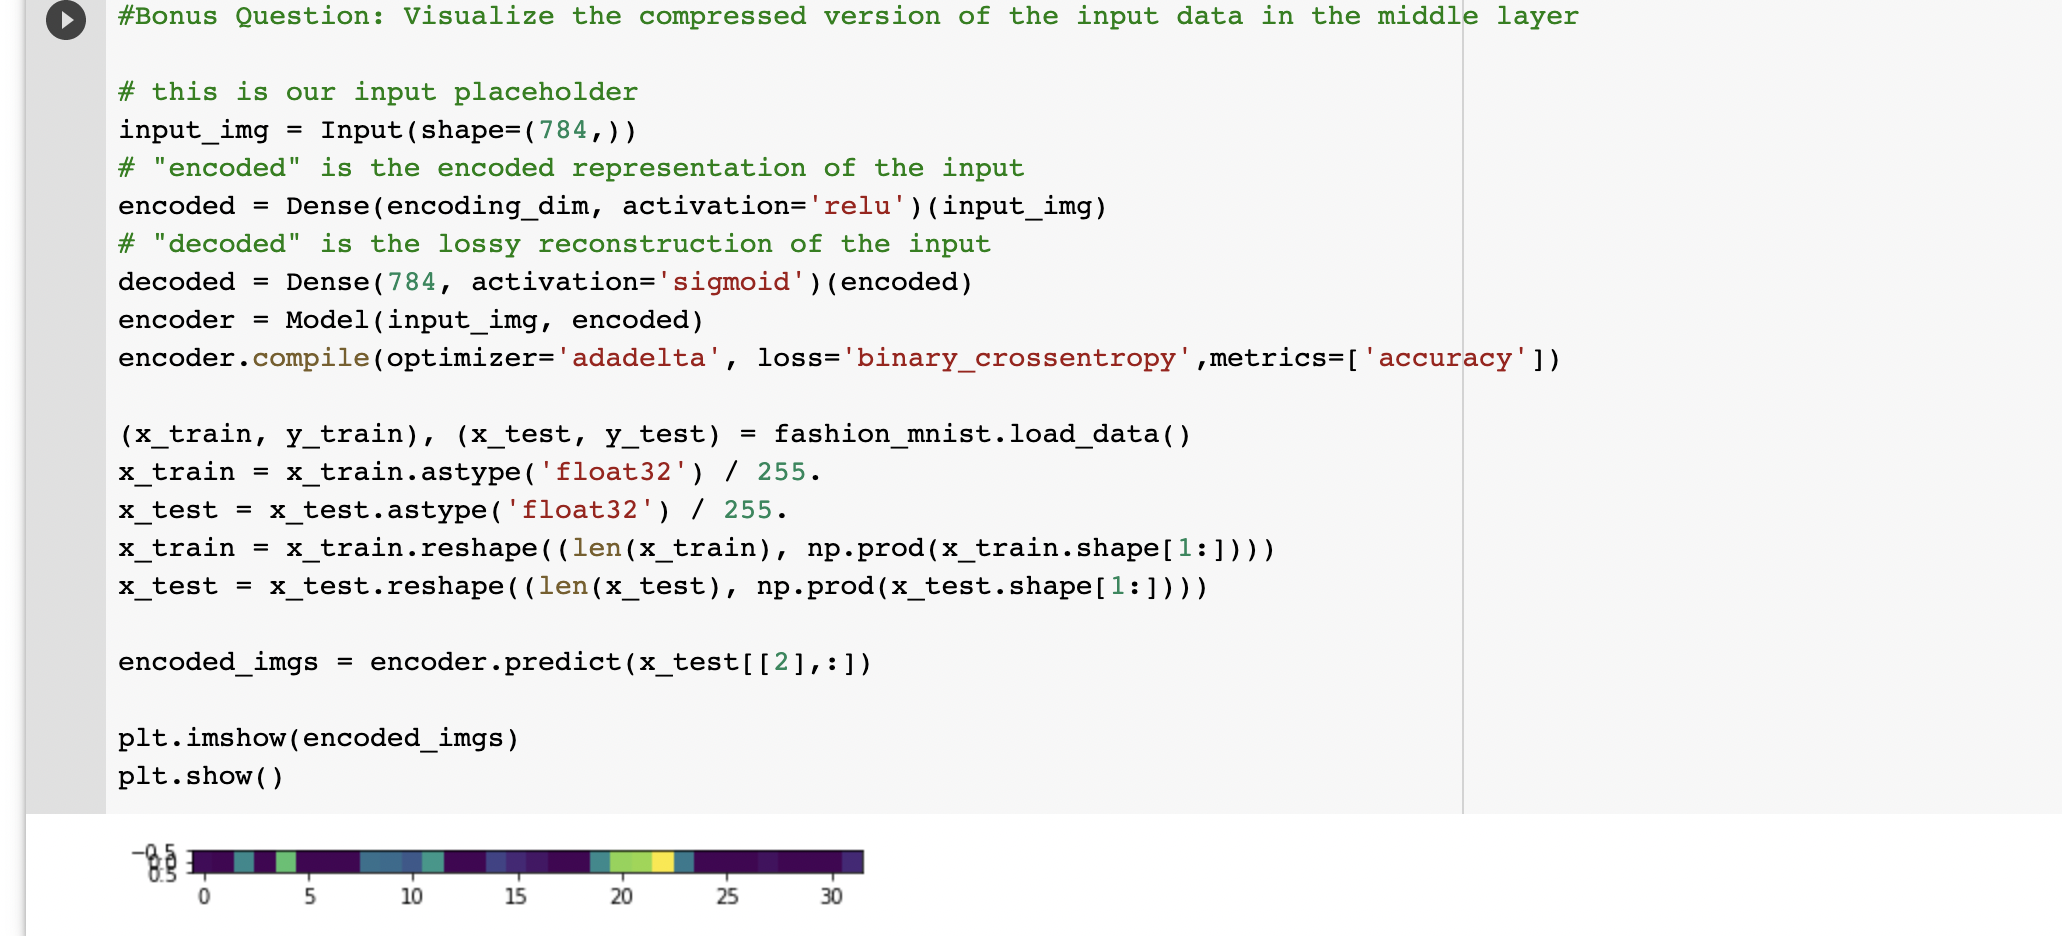 #Bonus Question: Visualize the compressed version of the input data in the middle layer
# this is our input placeholder
input_img = Input(shape=(784,))
# "encoded" is the encoded representation of the input
encoded = Dense(encoding_dim, activation='relu')(input_img)
# "decoded" is the lossy reconstruction of the input
decoded = Dense(784, activation='sigmoid')(encoded)
encoder = Model(input_img, encoded)
encoder.compile(optimizer='adadelta', loss='binary_crossentropy',metrics=['accuracy'])
(x_train, y_train), (x_test, y_test) = fashion_mnist.load_data()
x_train = x_train.astype('float32') / 255.
x_test = x_test.astype('float32') / 255.
x_train = x_train.reshape((len(x_train), np.prod(x_train.shape[1:])))
x_test = x_test.reshape((len(x_test), np.prod(x_test.shape[1:])))
encoded_imgs = encoder.predict(x_test[[2],:])
plt.imshow(encoded_imgs)
plt.show()
−0.5
0.0
0.5
0 5 10 15 20 25 30